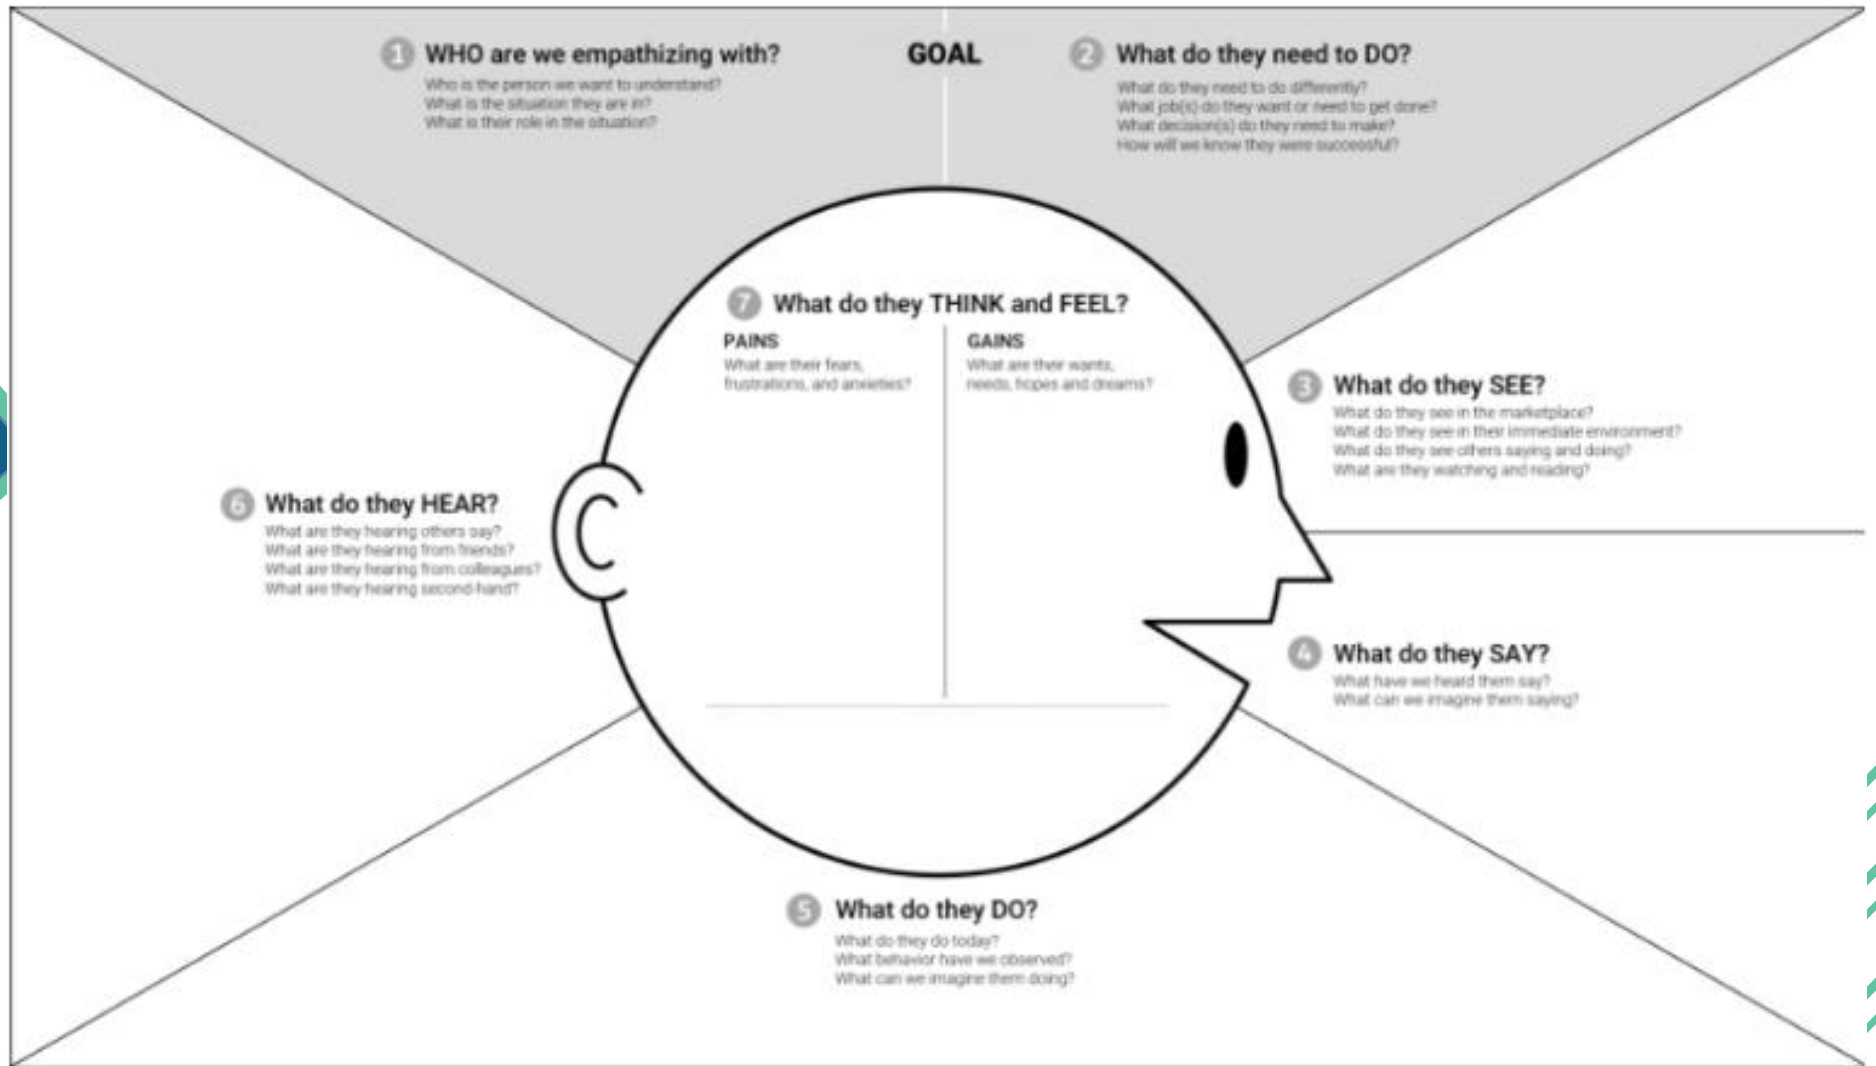 GOAL
1 WHO are we empathizing with?
Who is the person we want to understand?
What is the situation they are in?
What is their role in the situation?
2 What do they need to DO?
What do they need to do differently?
What job(s) do they want or need to get done?
What decision(s) do they need to make?
How will we know they were successful?
3 What do they SEE?
What do they see in the marketplace?
What do they see in their immediate environment?
What do they see others saying and doing?
What are they watching and reading?
4 What do they SAY?
What have we heard them say?
What can we imagine them saying?
5 What do they DO?
What do they do today?
What behavior have we observed?
What can we imagine them doing?
6 What do they HEAR?
What are they hearing others say?
What are they hearing from friends?
What are they hearing from colleagues?
What are they hearing second-hand?
7 What do they THINK and FEEL?
PAINS
What are their fears,
frustrations, and anxieties?
GAINS
What are their wants,
needs, hopes and dreams?